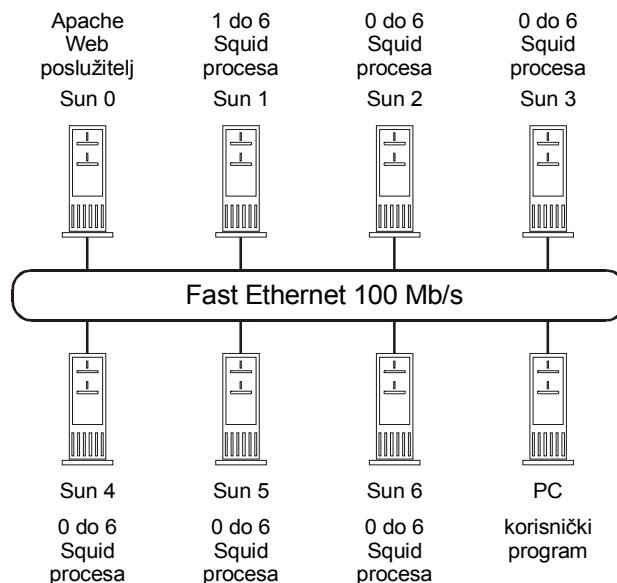 Apache
Web
poslužitelj
Sun 0
1 do 6
Squid
procesa
Sun 1
0 do 6
Squid
procesa
Sun 2
0 do 6
Squid
procesa
Sun 3
Fast Ethernet 100 Mb/s
Sun 4
0 do 6
Squid
procesa
Sun 5
0 do 6
Squid
procesa
Sun 6
0 do 6
Squid
procesa
PC
korisnički
program